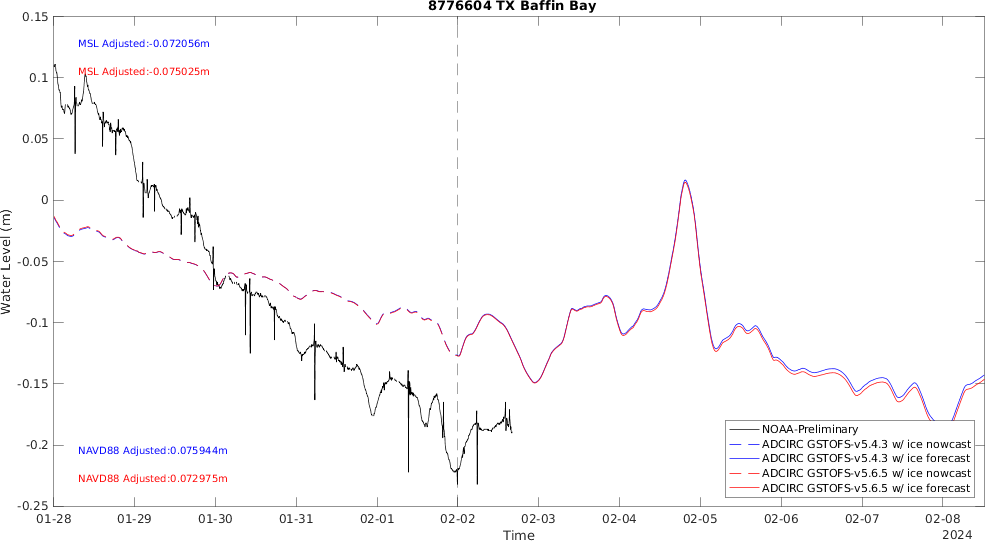 8776604 TX Baffin Bay
MSL Adjusted:-0.072056m
MSL Adjusted:-0.075025m
NAVD88 Adjusted:0.075944m
NAVD88 Adjusted:0.072975m
Water Level (m)
0.15
0.1
0.05
0
-0.05
-0.1
-0.15
-0.2
-0.25
NOAA-Preliminary
ADCIRC GSTOFS-v5.4.3 w/ ice nowcast
ADCIRC GSTOFS-v5.4.3 w/ ice forecast
ADCIRC GSTOFS-v5.6.5 w/ ice nowcast
ADCIRC GSTOFS-v5.6.5 w/ ice forecast
01-28 01-29 01-30 01-31 02-01 02-02 02-03 02-04 02-05 02-06 02-07 02-08
Time
2024